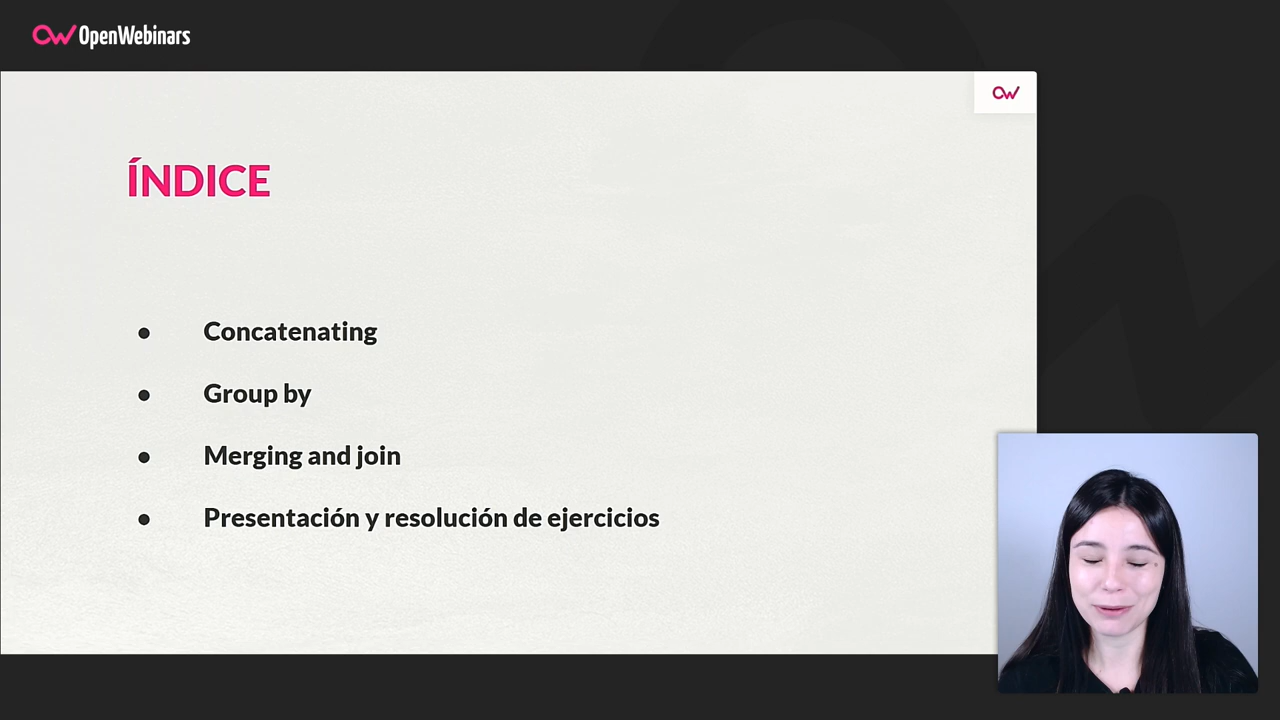 OpenWebinars
ÍNDICE
● Concatenating
● Group by
● Merging and join
● Presentación y resolución de ejercicios